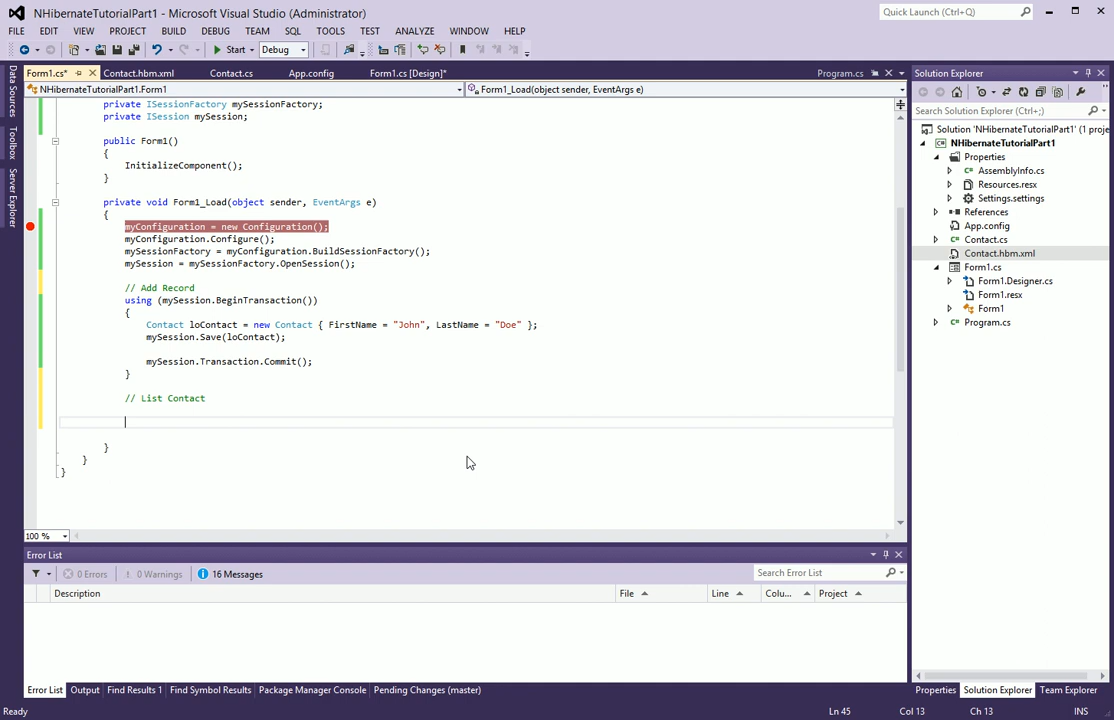 NHibernateTutorialPart1 - Microsoft Visual Studio (Administrator)
Quick Launch (Ctrl+Q)
FILE EDIT VIEW PROJECT BUILD DEBUG TEAM SQL TOOLS TEST ANALYZE WINDOW HELP
Start Debug
Form1.cs* Contact.hbm.xml Contact.cs App.config Form1.cs [Design]* Program.cs
NHibernateTutorialPart1.Form1 Form1_Load(object sender, EventArgs e)
Data Sources
Toolbox
Server Explorer
private ISessionFactory mySessionFactory;
private ISession mySession;
public Form1()
{
InitializeComponent();
}
private void Form1_Load(object sender, EventArgs e)
{
myConfiguration = new Configuration();
myConfiguration.Configure();
mySessionFactory = myConfiguration.BuildSessionFactory();
mySession = mySessionFactory.OpenSession();
// Add Record
using (mySession.BeginTransaction())
{
Contact loContact = new Contact { FirstName = "John", LastName = "Doe" };
mySession.Save(loContact);
mySession.Transaction.Commit();
}
// List Contact
}
}
}
100 %
Solution Explorer
Search Solution Explorer (Ctrl+;)
Solution 'NHibernateTutorialPart1' (1 proje
NHibernateTutorialPart1
Properties
AssemblyInfo.cs
Resources.resx
Settings.settings
References
App.config
Contact.cs
Contact.hbm.xml
Form1.cs
Form1.Designer.cs
Form1.resx
Form1
Program.cs
Error List
0 Errors 0 Warnings 16 Messages
Search Error List
Description File Line Colu... Project
Error List Output Find Results 1 Find Symbol Results Package Manager Console Pending Changes (master)
Properties Solution Explorer Team Explorer
Ready Ln 45 Col 13 Ch 13 INS